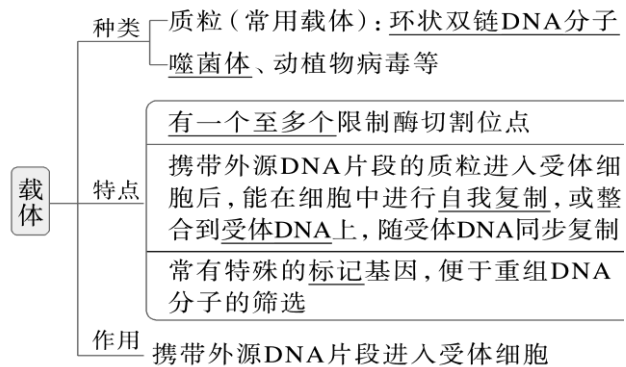 种类
质粒(常用载体):环状双链DNA分子
噬菌体、动植物病毒等
载体
特点
有一个至多个限制酶切割位点
携带外源DNA片段的质粒进入受体细
胞后,能在细胞中进行自我复制,或整
合到受体DNA上,随受体DNA同步复制
常有特殊的标记基因,便于重组DNA
分子的筛选
作用
携带外源DNA片段进入受体细胞